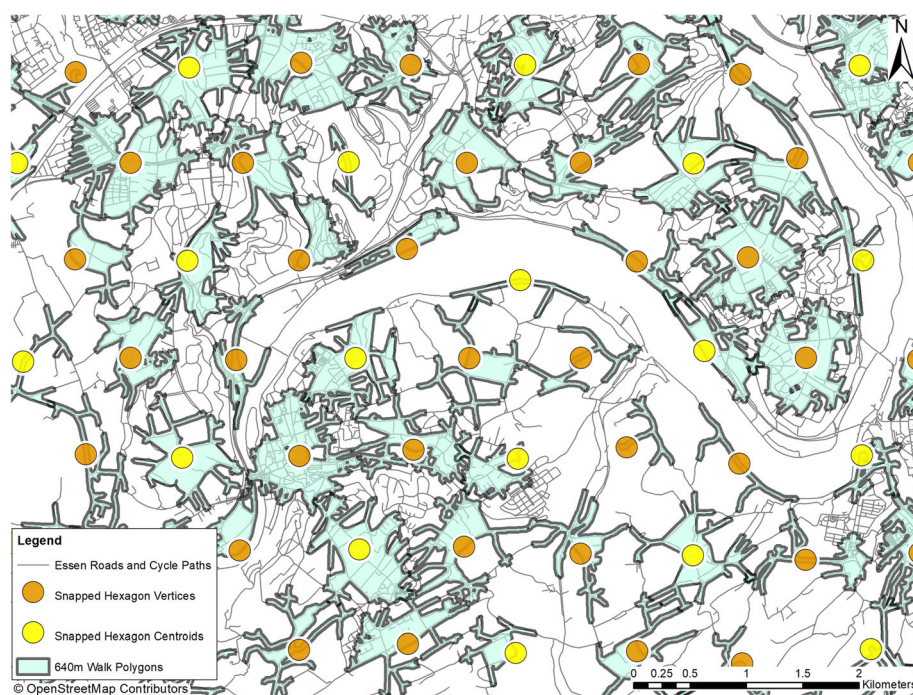 N
Legend
Essen Roads and Cycle Paths
Snapped Hexagon Vertices
Snapped Hexagon Centroids
640m Walk Polygons
© OpenStreetMap Contributors
0 0.25 0.5 1 1.5 2
Kilometers